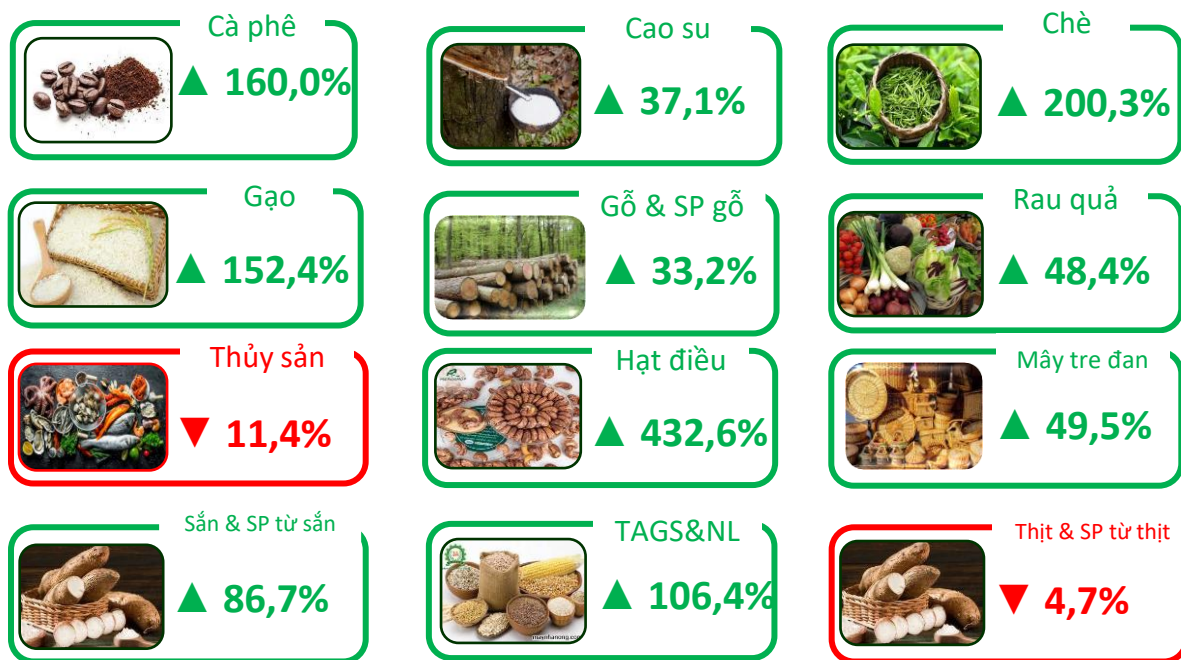 Cà phê
▲ 160,0%
Cao su
▲ 37,1%
Chè
▲ 200,3%
Gạo
▲ 152,4%
Gỗ & SP gỗ
▲ 33,2%
Rau quả
▲ 48,4%
Thủy sản
▼ 11,4%
Hạt điều
▲ 432,6%
Mây tre đan
▲ 49,5%
Sắn & SP từ sắn
▲ 86,7%
TAGS&NL
▲ 106,4%
Thịt & SP từ thịt
▼ 4,7%